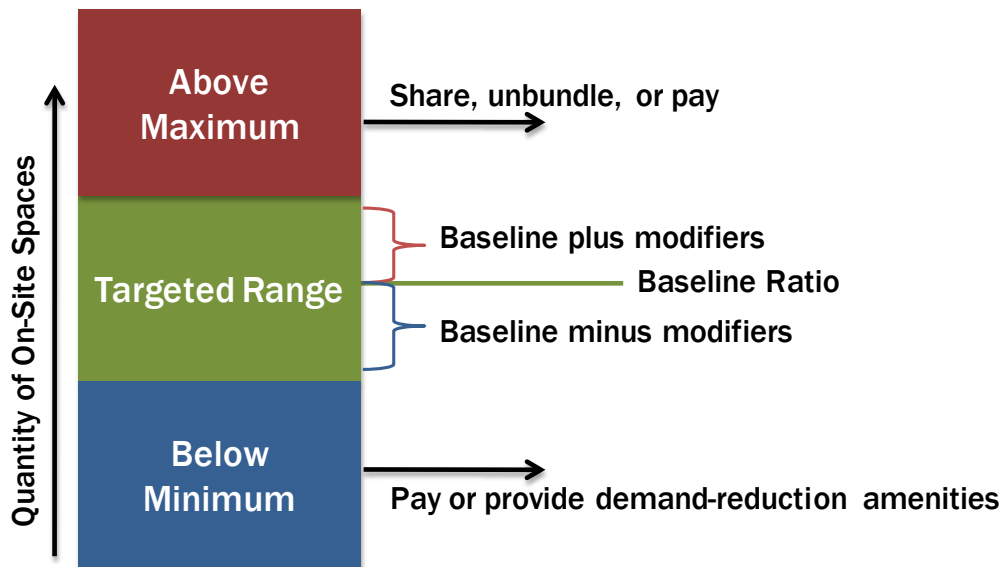 Quantity of On-Site Spaces
Above
Maximum
Share, unbundle, or pay
Targeted Range
Baseline plus modifiers
Baseline Ratio
Baseline minus modifiers
Below
Minimum
Pay or provide demand-reduction amenities